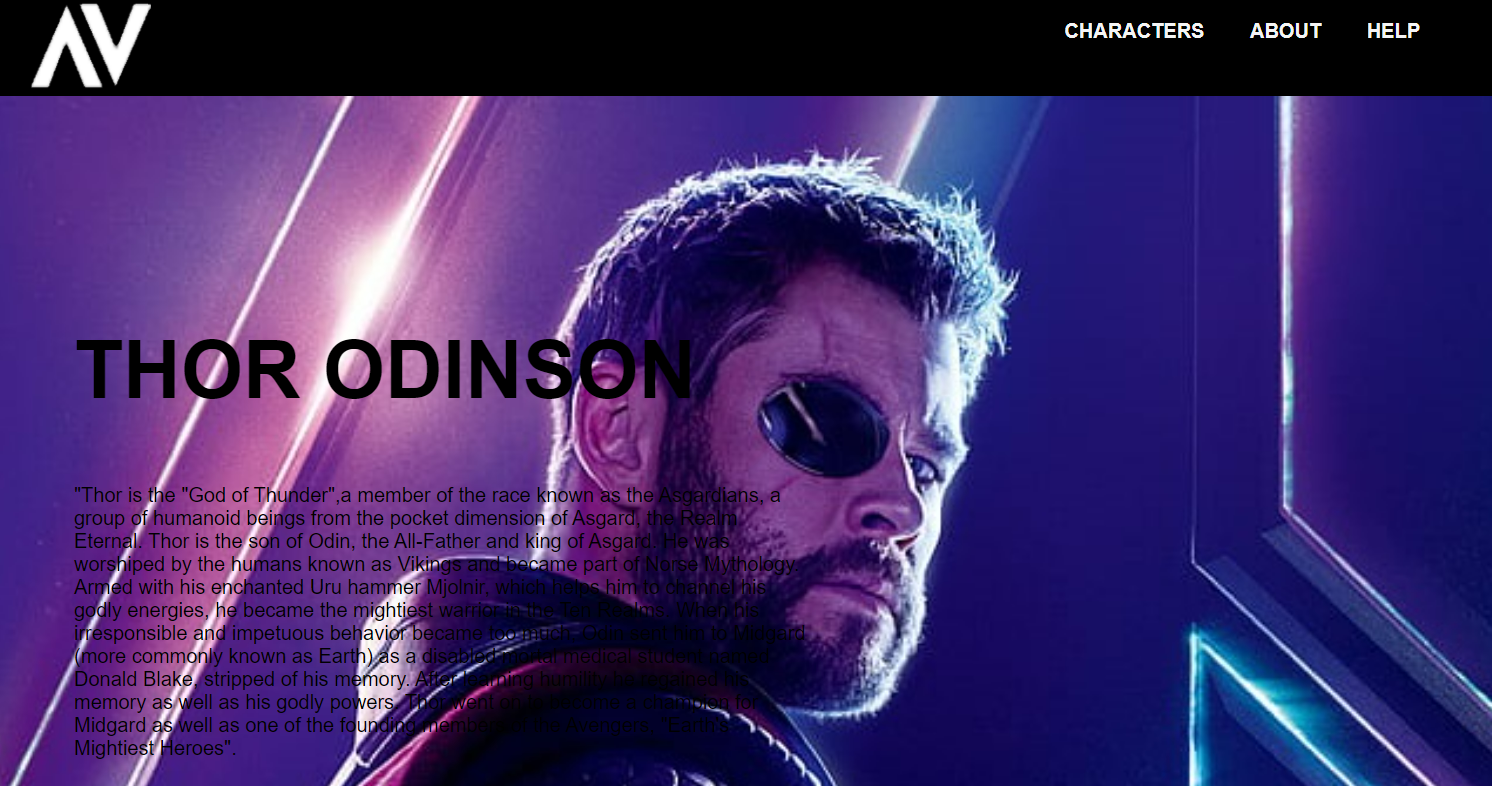 AV
CHARACTERS ABOUT HELP
THOR ODINSON
"Thor is the "God of Thunder",a member of the race known as the Asgardians, a
group of humanoid beings from the pocket dimension of Asgard, the Realm
Eternal. Thor is the son of Odin, the All-Father and king of Asgard. He was
worshiped by the humans known as Vikings and became part of Norse Mythology.
Armed with his enchanted Uru hammer Mjolnir, which helps him to channel his
godly energies, he became the mightiest warrior in the Ten Realms. When his
irresponsible and impetuous behavior became too much, Odin sent him to Midgard
(more commonly known as Earth) as a disabled mortal medical student named
Donald Blake, stripped of his memory. After learning humility he regained his
memory as well as his godly powers. Thor went on to become a champion for
Midgard as well as one of the founding members of the Avengers, "Earth's
Mightiest Heroes".